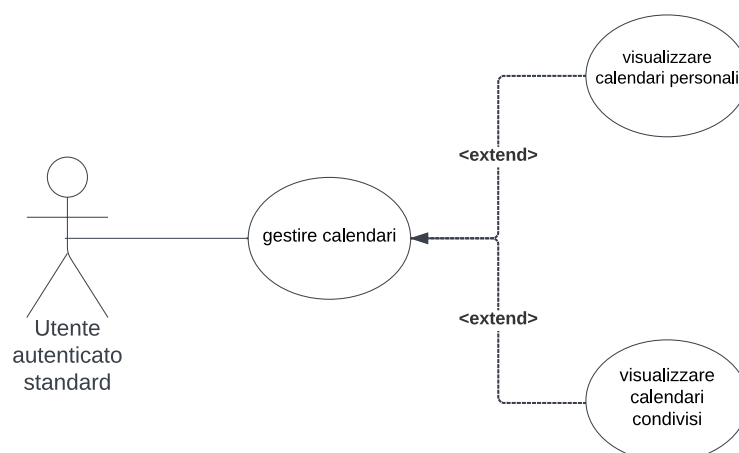 visualizzare
calendari personali
<extend>
gestire calendari
Utente
autenticato
standard
<extend>
visualizzare
calendari
condivisi